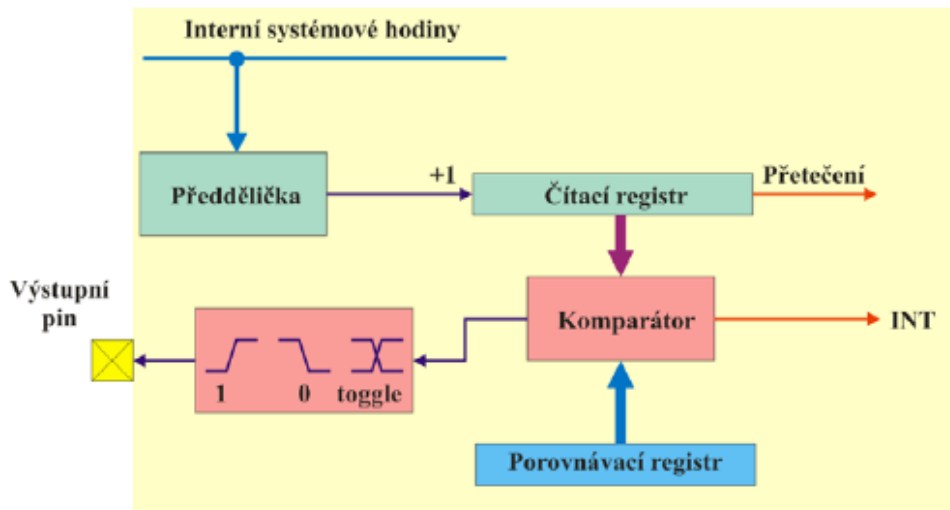 Interní systémové hodiny
Předdělička
+1
Čítací registr
Přetečení
Výstupní
pin
Komparátor
INT
1
0
toggle
Porovnávací registr